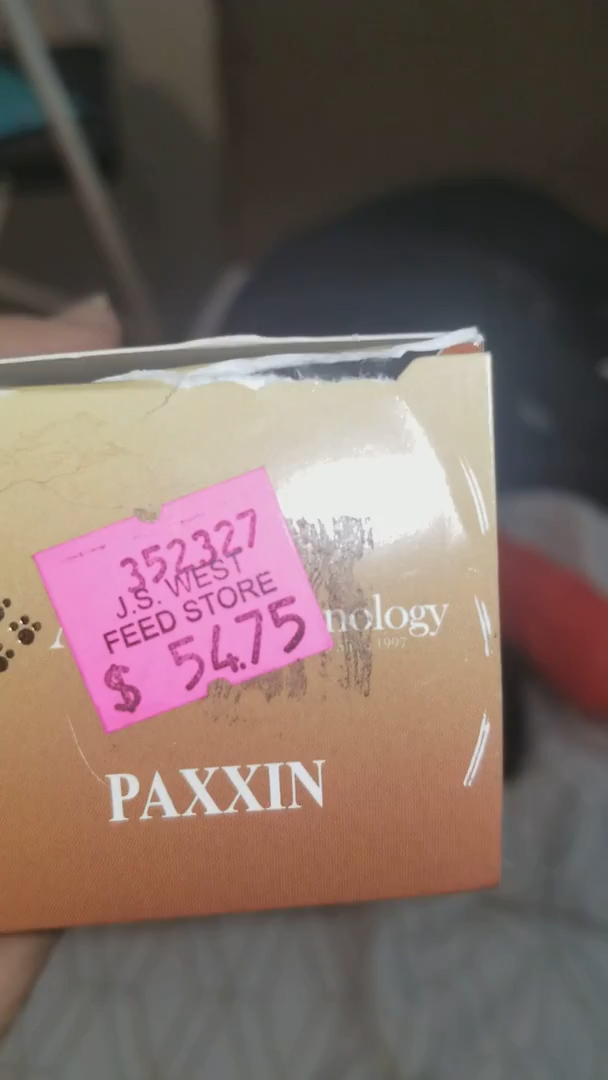 352327
J.S. WEST
FEED STORE
$ 54.75
nology
1997
PAXXIN